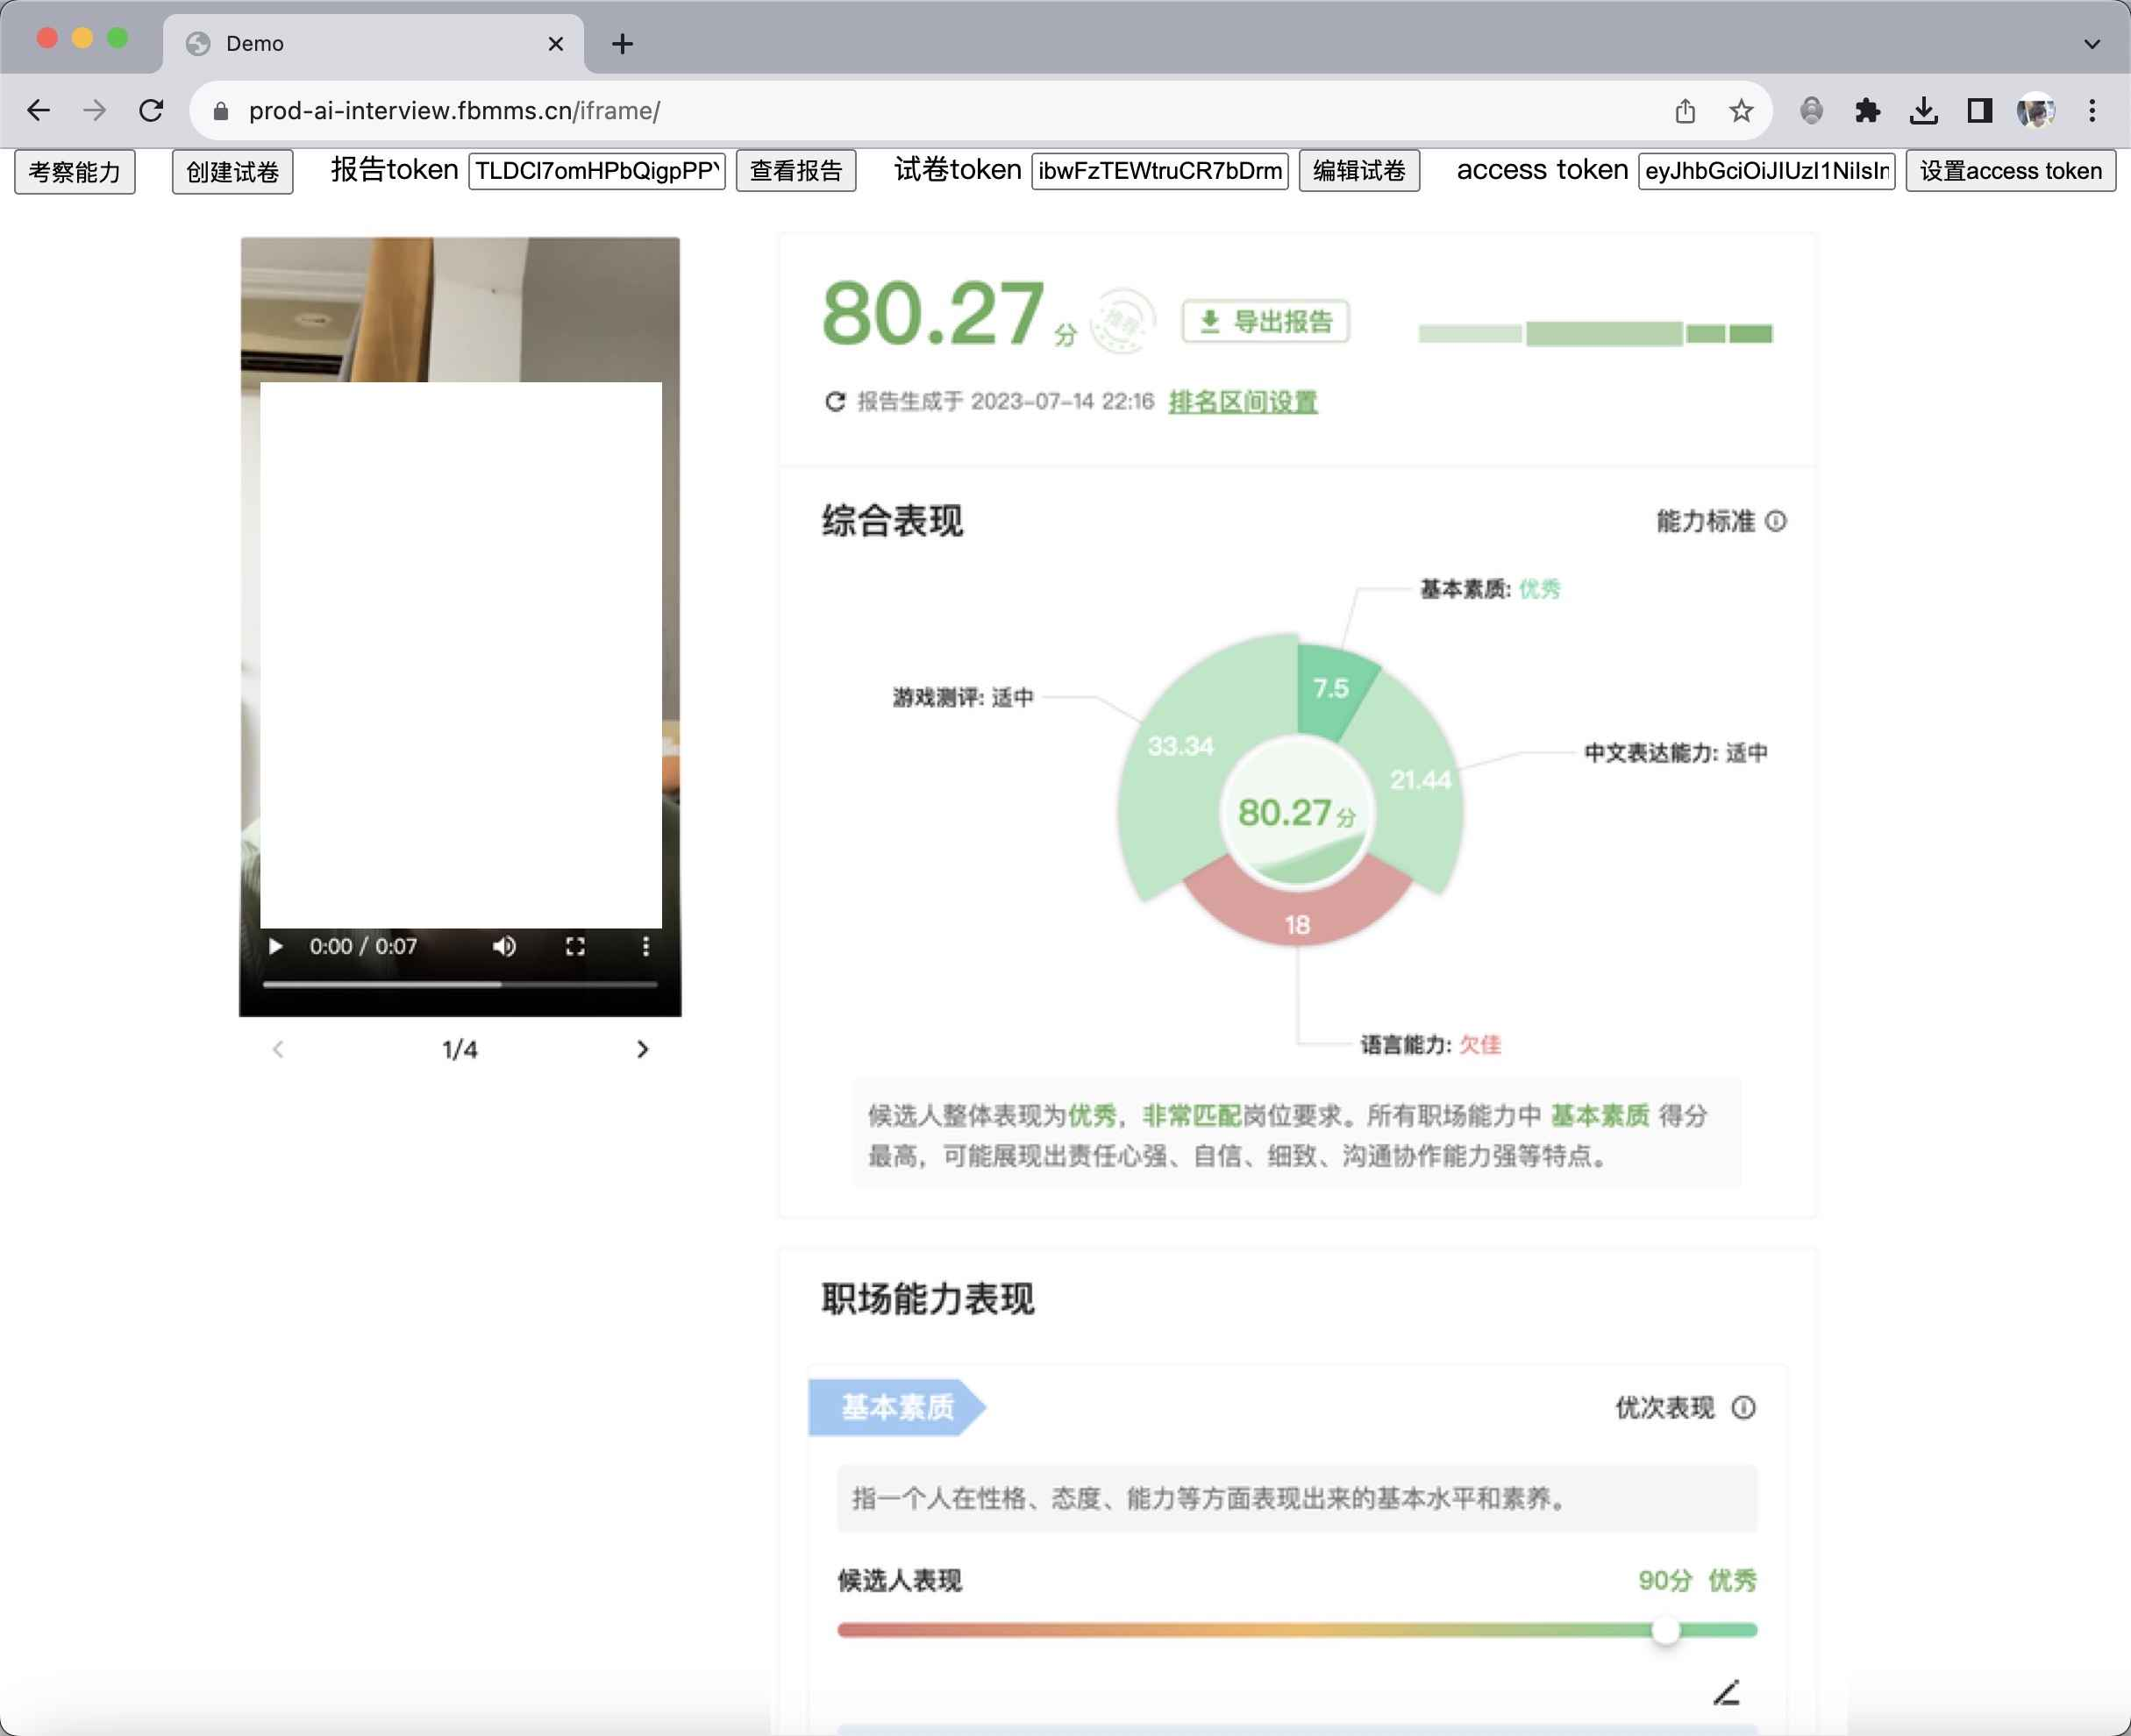 Demo
prod-ai-interview.fbmms.cn/iframe/
考察能力 创建试卷 报告token TLDCl7omHPbQigpPP 查看报告 试卷token ibwFzTEWtruCR7bDrm 编辑试卷 access token eyJhbGciOiJIUzI1NiIsIr 设置access token
80.27 分 推荐 导出报告
报告生成于 2023-07-14 22:16 排名区间设置
综合表现 能力标准
基本素质: 优秀
7.5
游戏测评: 适中
33.34
中文表达能力: 适中
21.44
80.27分
18
语言能力: 欠佳
0:00 / 0:07
1/4
候选人整体表现为优秀，非常匹配岗位要求。所有职场能力中 基本素质 得分
最高，可能展现出责任心强、自信、细致、沟通协作能力强等特点。
职场能力表现
基本素质 优次表现
指一个人在性格、态度、能力等方面表现出来的基本水平和素养。
候选人表现 90分 优秀